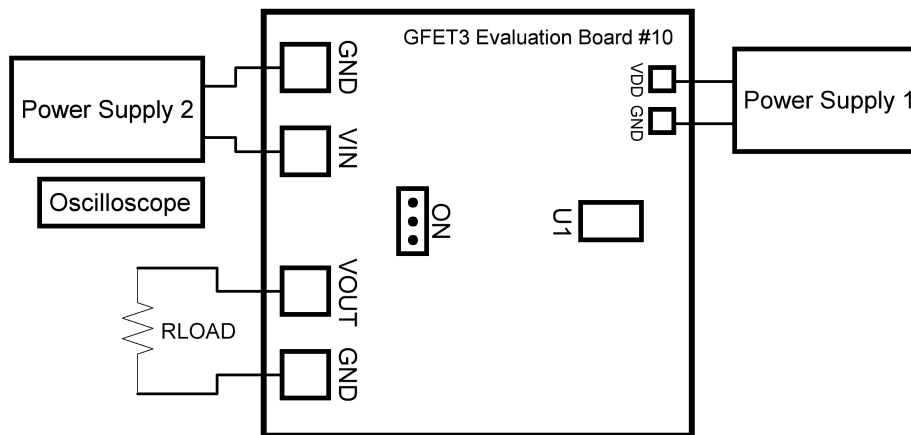 GFET3 Evaluation Board #10
Power Supply 2
GND
VIN
Oscilloscope
VDD
GND
Power Supply 1
ON
U1
VOUT
RLOAD
GND